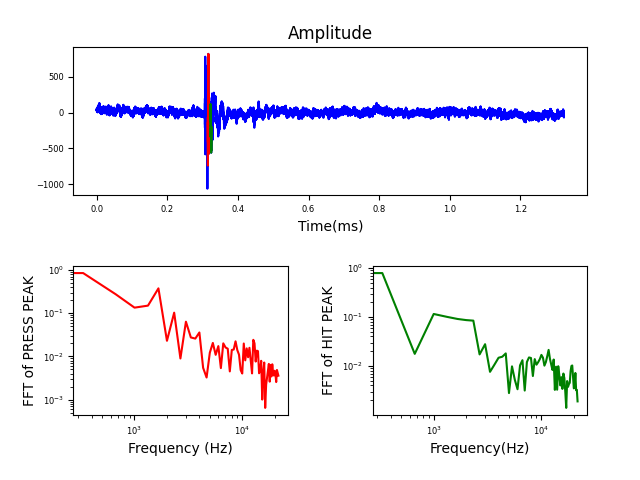 Amplitude
500
0
−500
−1000
0.0 0.2 0.4 0.6 0.8 1.0 1.2
Time(ms)
FFT of PRESS PEAK
10⁰
10⁻¹
10⁻²
10⁻³
10³ 10⁴
Frequency (Hz)
FFT of HIT PEAK
10⁰
10⁻¹
10⁻²
10³ 10⁴
Frequency(Hz)